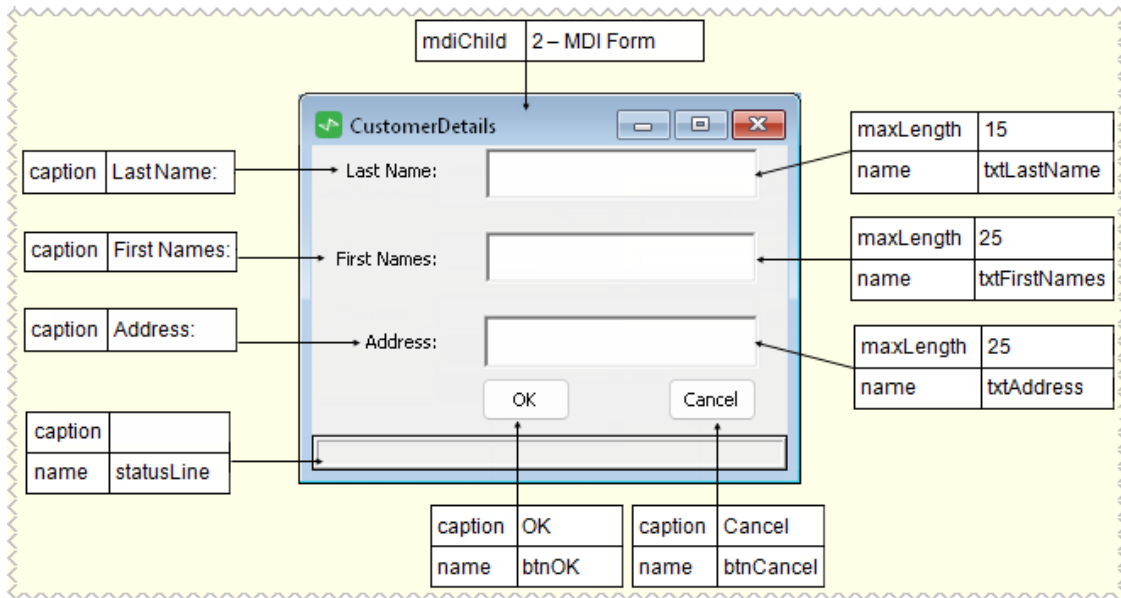 mdiChild 2 – MDI Form
CustomerDetails
maxLength 15
name txtLastName
caption LastName:
Last Name:
maxLength 25
name txtFirstNames
caption First Names:
First Names:
caption Address:
Address:
maxLength 25
name txtAddress
OK Cancel
caption
name statusLine
caption OK
name btnOK
caption Cancel
name btnCancel